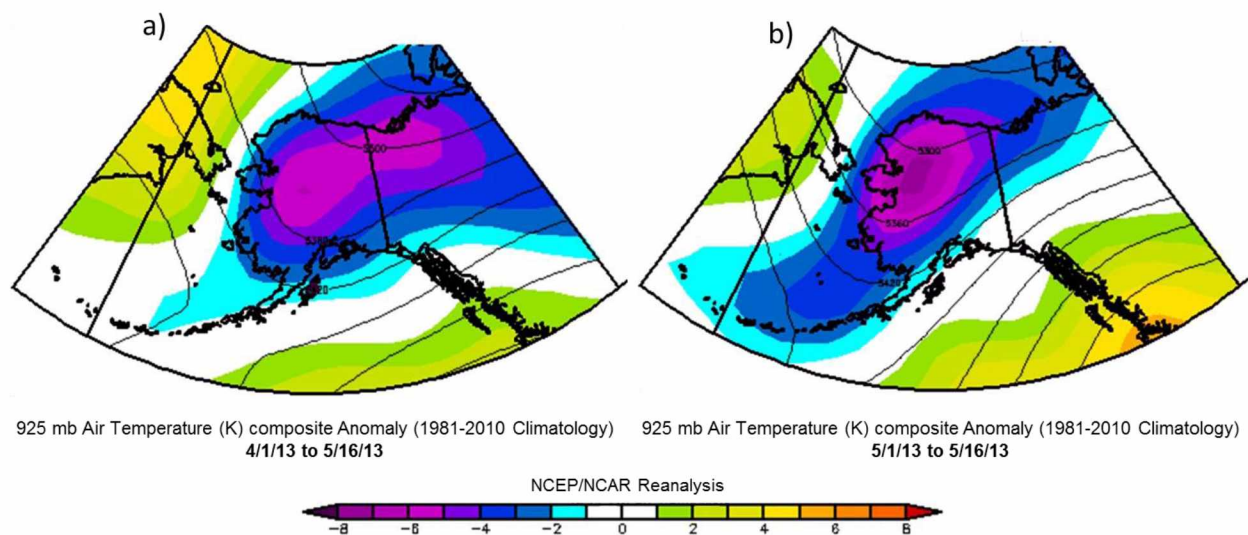 a)
5300
5360
5420
b)
5300
5360
5420
925 mb Air Temperature (K) composite Anomaly (1981-2010 Climatology)
4/1/13 to 5/16/13
925 mb Air Temperature (K) composite Anomaly (1981-2010 Climatology)
5/1/13 to 5/16/13
NCEP/NCAR Reanalysis
-8 -6 -4 -2 0 2 4 6 8